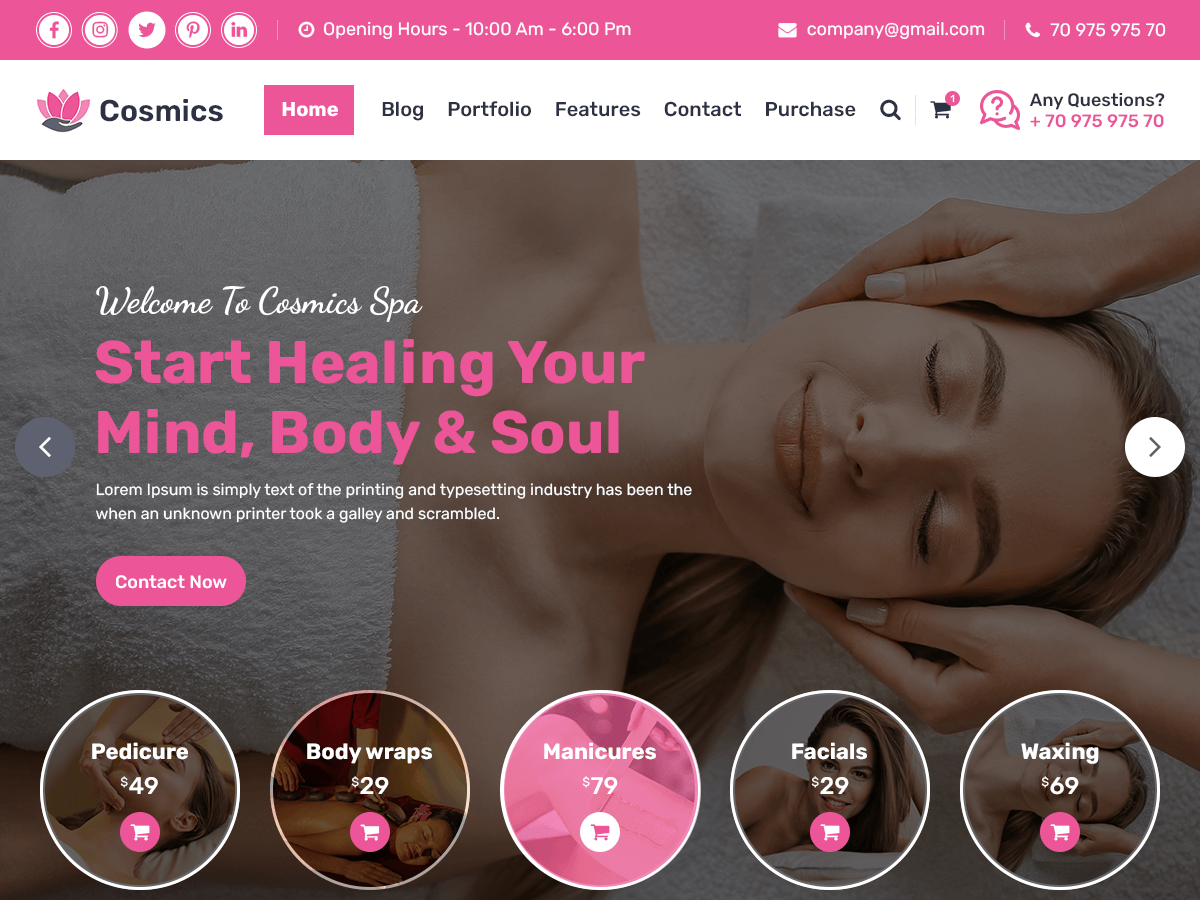 Opening Hours - 10:00 Am - 6:00 Pm
company@gmail.com
70 975 975 70
Cosmics
Home
Blog
Portfolio
Features
Contact
Purchase
1
Any Questions?
+ 70 975 975 70
Welcome To Cosmics Spa
Start Healing Your
Mind, Body & Soul
Lorem Ipsum is simply text of the printing and typesetting industry has been the
when an unknown printer took a galley and scrambled.
Contact Now
Pedicure
$49
Body wraps
$29
Manicures
$79
Facials
$29
Waxing
$69